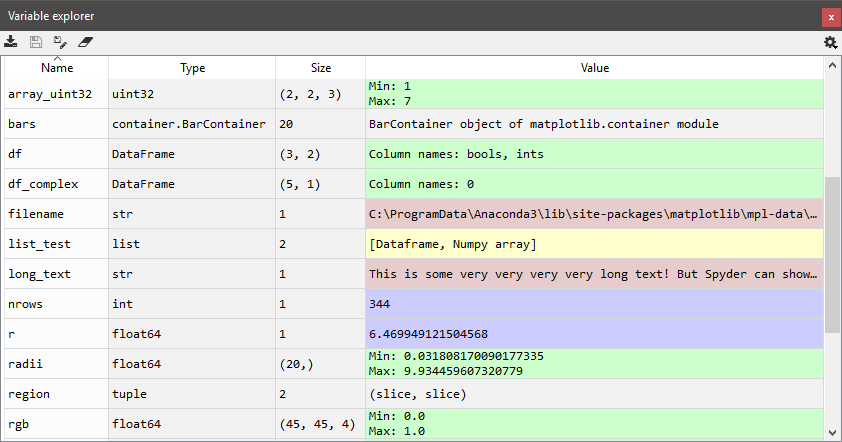 Variable explorer
x
Name Type Size Value
array_uint32 uint32 (2, 2, 3) Min: 1
Max: 7
bars container.BarContainer 20 BarContainer object of matplotlib.container module
df DataFrame (3, 2) Column names: bools, ints
df_complex DataFrame (5, 1) Column names: 0
filename str 1 C:\ProgramData\Anaconda3\lib\site-packages\matplotlib\mpl-data\…
list_test list 2 [Dataframe, Numpy array]
long_text str 1 This is some very very very very long text! But Spyder can show…
nrows int 1 344
r float64 1 6.469949121504568
radii float64 (20,) Min: 0.031808170090177335
Max: 9.934459607320779
region tuple 2 (slice, slice)
rgb float64 (45, 45, 4) Min: 0.0
Max: 1.0